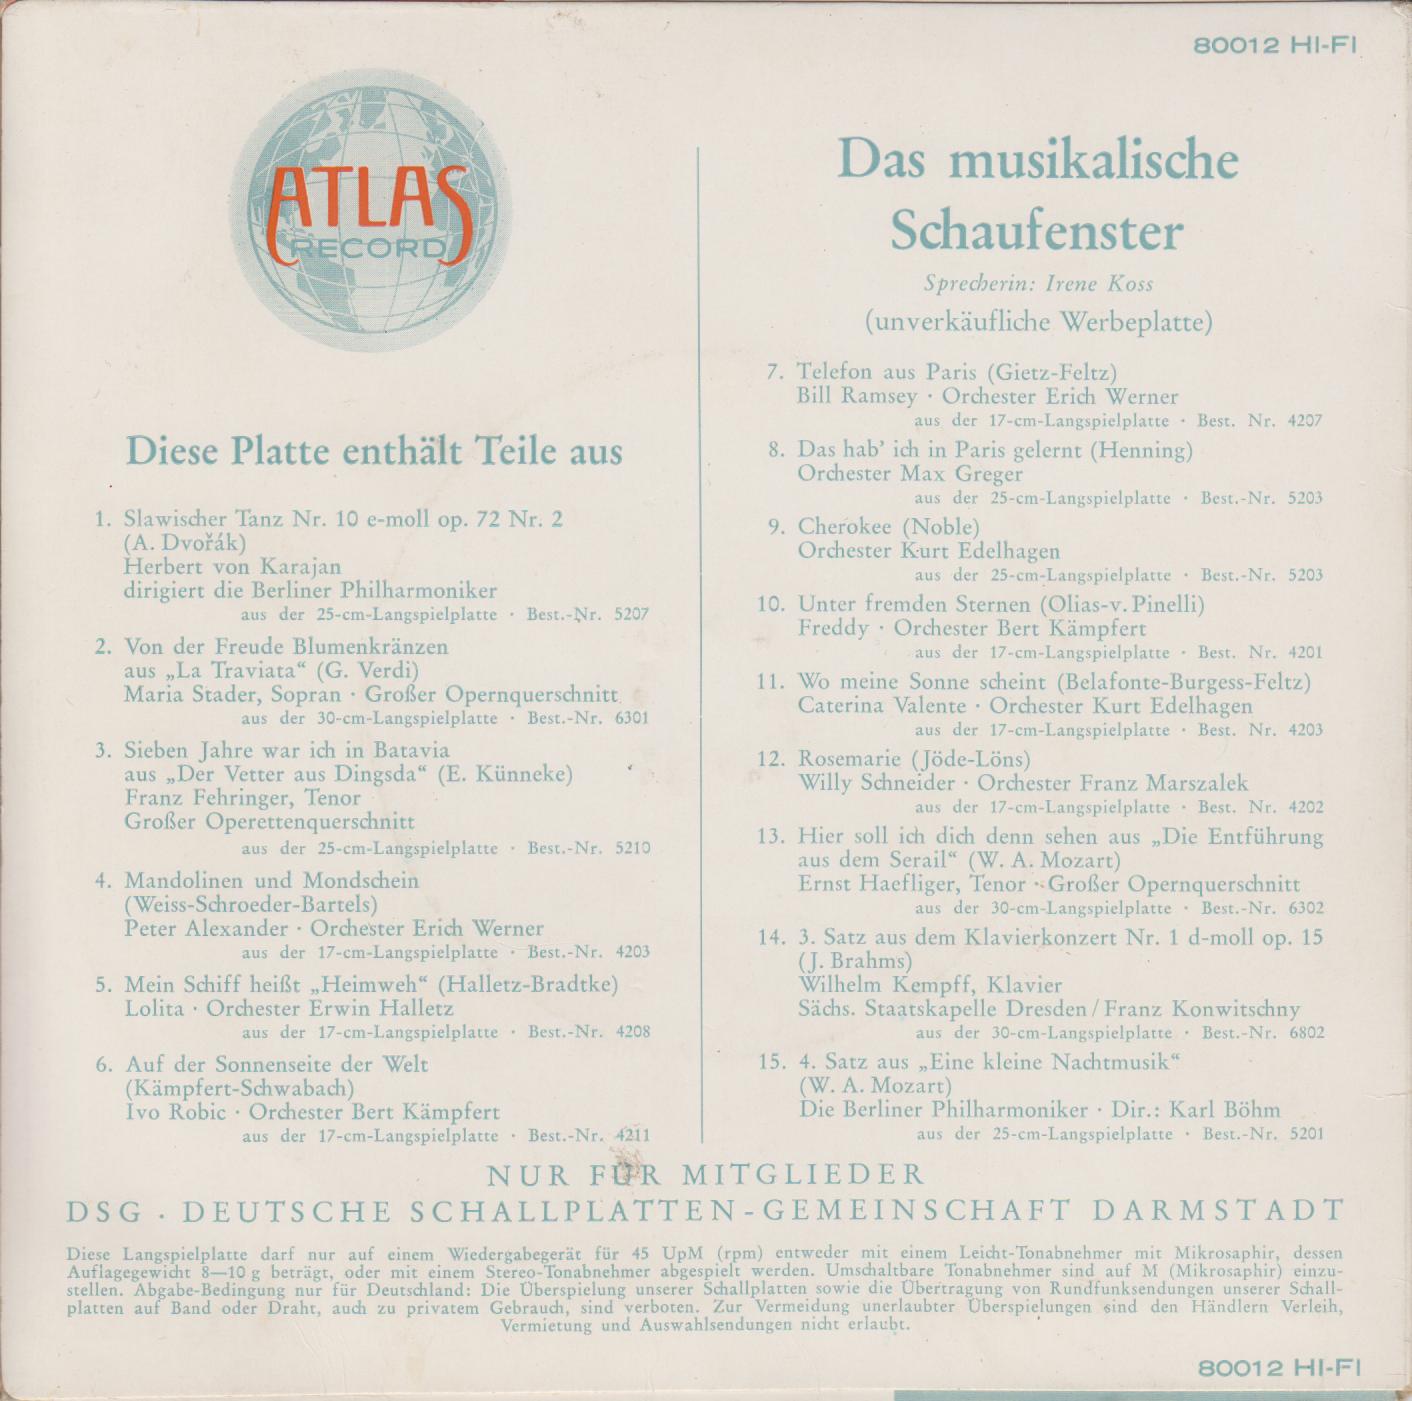 80012 HI-FI
ATLAS
RECORD
Diese Platte enthält Teile aus
1. Slawischer Tanz Nr. 10 e-moll op. 72 Nr. 2
(A. Dvořák)
Herbert von Karajan
dirigiert die Berliner Philharmoniker
aus der 25-cm-Langspielplatte · Best.-Nr. 5207
2. Von der Freude Blumenkränzen
aus „La Traviata“ (G. Verdi)
Maria Stader, Sopran · Großer Opernquerschnitt
aus der 30-cm-Langspielplatte · Best.-Nr. 6301
3. Sieben Jahre war ich in Batavia
aus „Der Vetter aus Dingsda“ (E. Künneke)
Franz Fehringer, Tenor
Großer Operettenquerschnitt
aus der 25-cm-Langspielplatte · Best.-Nr. 5210
4. Mandolinen und Mondschein
(Weiss-Schroeder-Bartels)
Peter Alexander · Orchester Erich Werner
aus der 17-cm-Langspielplatte · Best.-Nr. 4203
5. Mein Schiff heißt „Heimweh“ (Halletz-Bradtke)
Lolita · Orchester Erwin Halletz
aus der 17-cm-Langspielplatte · Best.-Nr. 4208
6. Auf der Sonnenseite der Welt
(Kämpfert-Schwabach)
Ivo Robic · Orchester Bert Kämpfert
aus der 17-cm-Langspielplatte · Best.-Nr. 4211
Das musikalische
Schaufenster
Sprecherin: Irene Koss
(unverkäufliche Werbeplatte)
7. Telefon aus Paris (Gietz-Feltz)
Bill Ramsey · Orchester Erich Werner
aus der 17-cm-Langspielplatte · Best. Nr. 4207
8. Das hab’ ich in Paris gelernt (Henning)
Orchester Max Greger
aus der 25-cm-Langspielplatte · Best.-Nr. 5203
9. Cherokee (Noble)
Orchester Kurt Edelhagen
aus der 25-cm-Langspielplatte · Best.-Nr. 5203
10. Unter fremden Sternen (Olias-v. Pinelli)
Freddy · Orchester Bert Kämpfert
aus der 17-cm-Langspielplatte · Best. Nr. 4201
11. Wo meine Sonne scheint (Belafonte-Burgess-Feltz)
Caterina Valente · Orchester Kurt Edelhagen
aus der 17-cm-Langspielplatte · Best. Nr. 4203
12. Rosemarie (Jöde-Löns)
Willy Schneider · Orchester Franz Marszalek
aus der 17-cm-Langspielplatte · Best. Nr. 4202
13. Hier soll ich dich denn sehen aus „Die Entführung
aus dem Serail“ (W. A. Mozart)
Ernst Haefliger, Tenor · Großer Opernquerschnitt
aus der 30-cm-Langspielplatte · Best.-Nr. 6302
14. 3. Satz aus dem Klavierkonzert Nr. 1 d-moll op. 15
(J. Brahms)
Wilhelm Kempff, Klavier
Sächs. Staatskapelle Dresden / Franz Konwitschny
aus der 30-cm-Langspielplatte · Best.-Nr. 6802
15. 4. Satz aus „Eine kleine Nachtmusik“
(W. A. Mozart)
Die Berliner Philharmoniker · Dir.: Karl Böhm
aus der 25-cm-Langspielplatte · Best.-Nr. 5201
NUR FÜR MITGLIEDER
DSG · DEUTSCHE SCHALLPLATTEN-GEMEINSCHAFT DARMSTADT
Diese Langspielplatte darf nur auf einem Wiedergabegerät für 45 UpM (rpm) entweder mit einem Leicht-Tonabnehmer mit Mikrosaphir, dessen
Auflagegewicht 8—10 g beträgt, oder mit einem Stereo-Tonabnehmer abgespielt werden. Umschaltbare Tonabnehmer sind auf M (Mikrosaphir) einzu-
stellen. Abgabe-Bedingung nur für Deutschland: Die Überspielung unserer Schallplatten sowie die Übertragung von Rundfunksendungen unserer Schall-
platten auf Band oder Draht, auch zu privatem Gebrauch, sind verboten. Zur Vermeidung unerlaubter Überspielungen sind den Händlern Verleih,
Vermietung und Auswahlsendungen nicht erlaubt.
80012 HI-FI